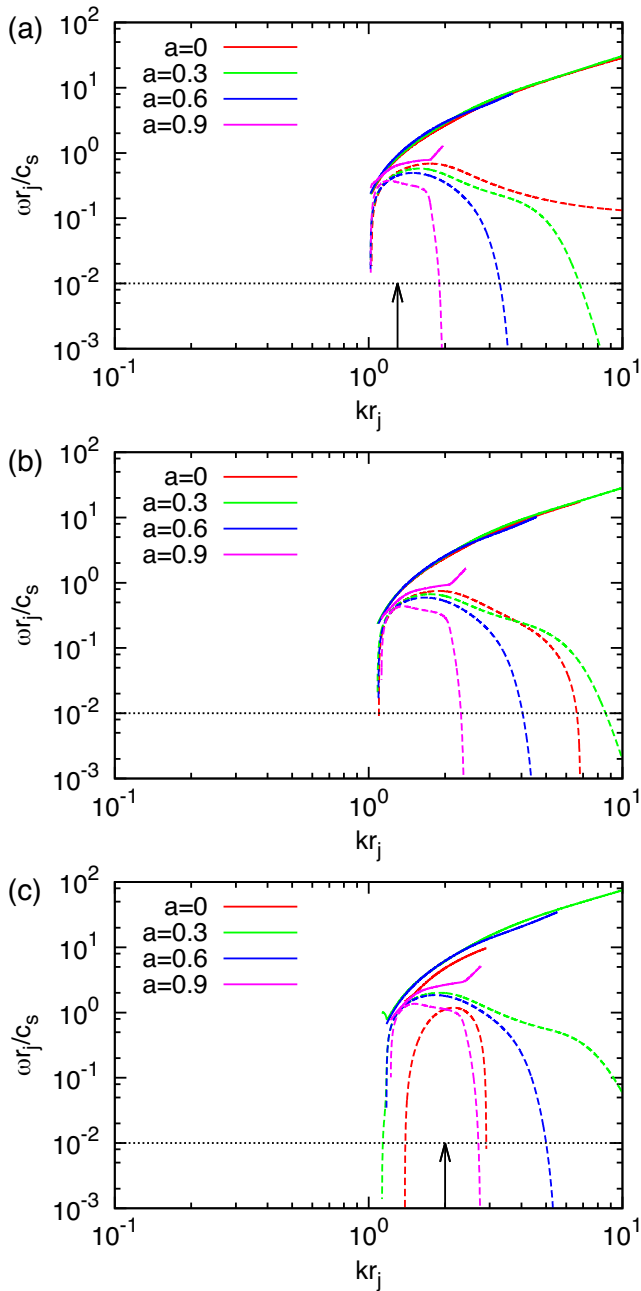 (a)
10²
10¹
10⁰
10⁻¹
10⁻²
10⁻³
ωrⱼ/cₛ
a=0
a=0.3
a=0.6
a=0.9
10⁻¹ 10⁰ 10¹
krⱼ
(b)
10²
10¹
10⁰
10⁻¹
10⁻²
10⁻³
ωrⱼ/cₛ
a=0
a=0.3
a=0.6
a=0.9
10⁻¹ 10⁰ 10¹
krⱼ
(c)
10²
10¹
10⁰
10⁻¹
10⁻²
10⁻³
ωrⱼ/cₛ
a=0
a=0.3
a=0.6
a=0.9
10⁻¹ 10⁰ 10¹
krⱼ